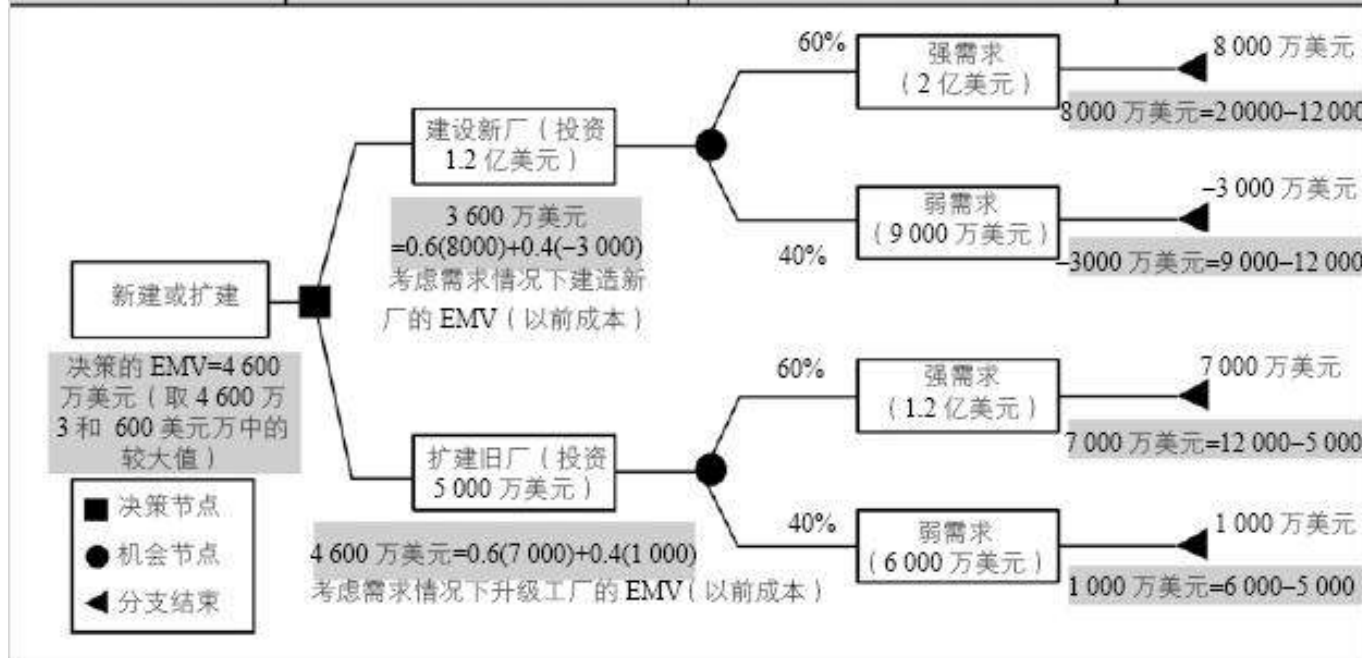 60%
强需求
（2 亿美元）
8 000 万美元
8000 万美元=2 0000–12 000
建设新厂（投资
1.2 亿美元）
3 600 万美元
=0.6(8000)+0.4(–3 000)
考虑需求情况下建造新
厂的 EMV（以前成本）
40%
弱需求
（9 000 万美元）
–3 000 万美元
–3000 万美元=9 000–12 000
新建或扩建
决策的 EMV=4 600
万美元（取 4 600 万
3 和 600 美元万中的
较大值）
60%
强需求
（1.2 亿美元）
7 000 万美元
7 000 万美元=12 000–5 000
扩建旧厂（投资
5 000 万美元）
4 600 万美元=0.6(7 000)+0.4(1 000)
考虑需求情况下升级工厂的 EMV（以前成本）
40%
弱需求
（6 000 万美元）
1 000 万美元
1 000 万美元=6 000–5 000
决策节点
机会节点
分支结束